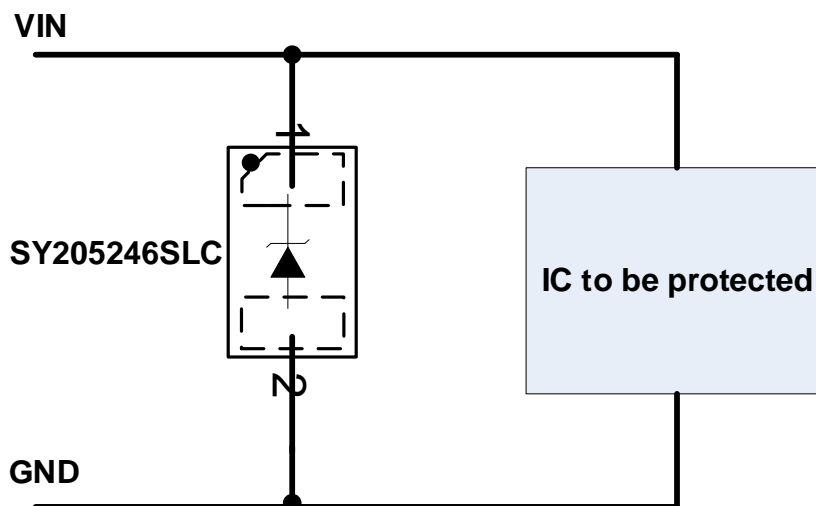 VIN
1
SY205246SLC
IC to be protected
2
GND